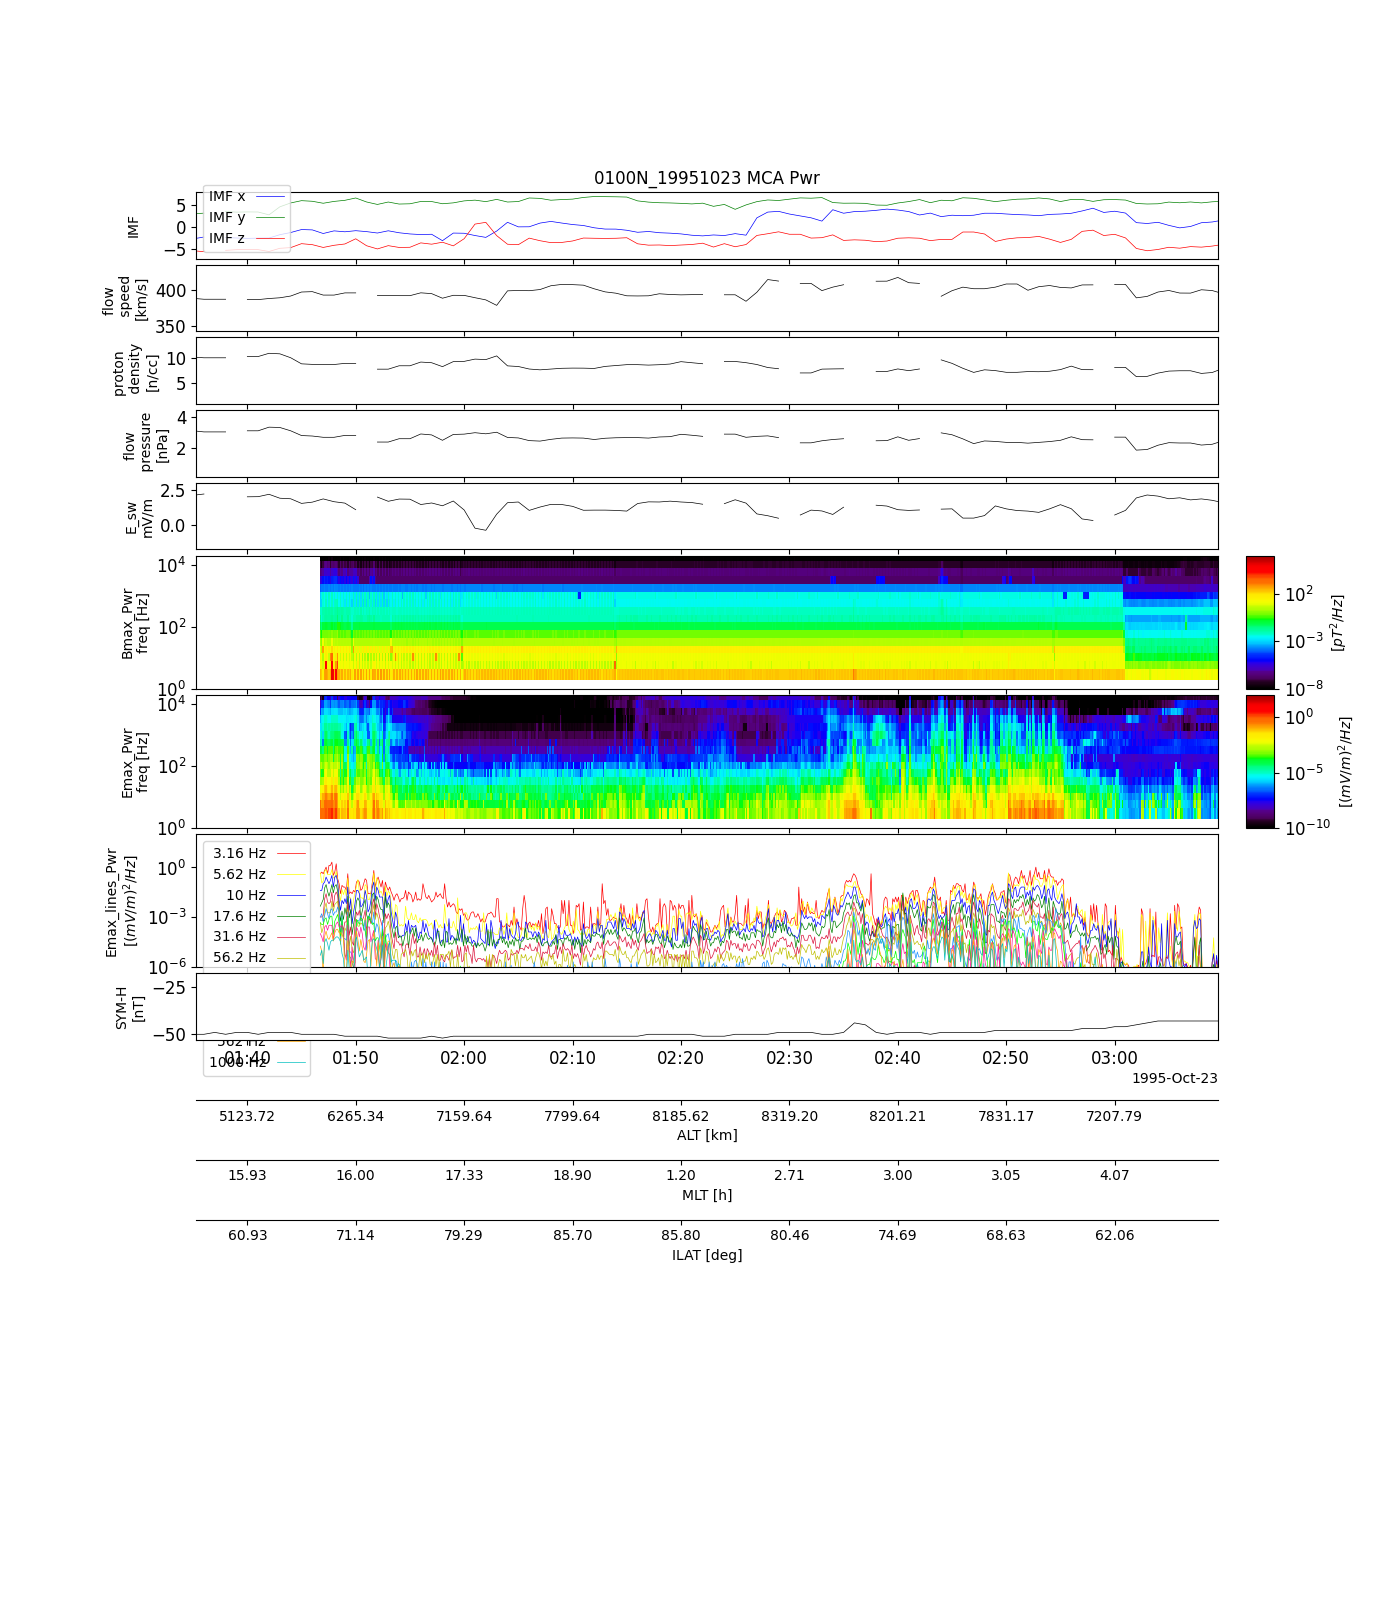 0100N_19951023 MCA Pwr
IMF
5
0
−5
IMF x
IMF y
IMF z
flow
speed
[km/s]
400
350
proton
density
[n/cc]
10
5
flow
pressure
[nPa]
4
2
E_sw
mV/m
2.5
0.0
Bmax_Pwr
freq [Hz]
10^4
10^2
10^0
10^2
10^−3
10^−8
[pT^2/Hz]
Emax_Pwr
freq [Hz]
10^4
10^2
10^0
10^0
10^−5
10^−10
[(mV/m)^2/Hz]
Emax_lines_Pwr
[(mV/m)^2/Hz]
10^0
10^−3
10^−6
3.16 Hz
5.62 Hz
10 Hz
17.6 Hz
31.6 Hz
56.2 Hz
562 Hz
1000 Hz
SYM-H
[nT]
−25
−50
01:40 01:50 02:00 02:10 02:20 02:30 02:40 02:50 03:00
1995-Oct-23
5123.72 6265.34 7159.64 7799.64 8185.62 8319.20 8201.21 7831.17 7207.79
ALT [km]
15.93 16.00 17.33 18.90 1.20 2.71 3.00 3.05 4.07
MLT [h]
60.93 71.14 79.29 85.70 85.80 80.46 74.69 68.63 62.06
ILAT [deg]